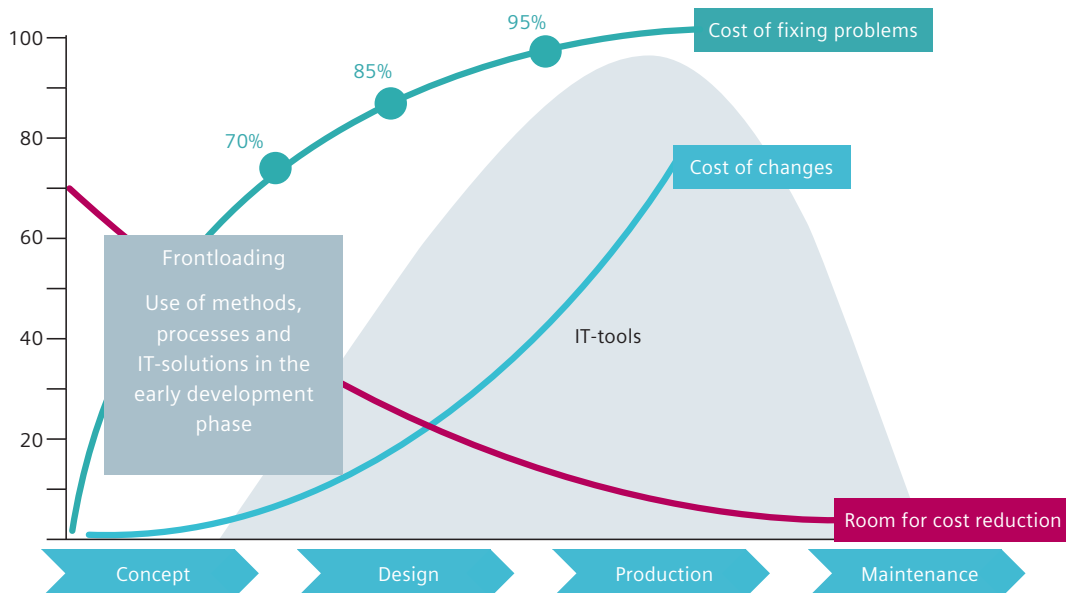 95%
Cost of fixing problems
100
85%
80
70%
Cost of changes
60
Frontloading
Use of methods,
processes and
IT-solutions in the
early development
phase
40
IT-tools
20
Room for cost reduction
Concept
Design
Production
Maintenance